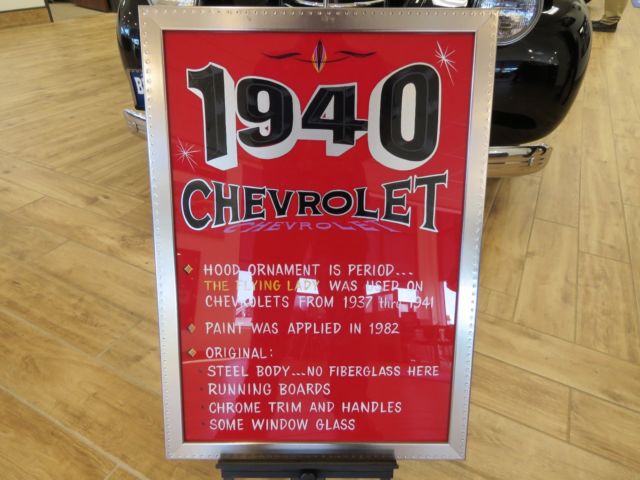 1940
CHEVROLET
HOOD ORNAMENT IS PERIOD...
THE FLYING LADY WAS USED ON
CHEVROLETS FROM 1937 thru 1941
PAINT WAS APPLIED IN 1982
ORIGINAL:
STEEL BODY...NO FIBERGLASS HERE
RUNNING BOARDS
CHROME TRIM AND HANDLES
SOME WINDOW GLASS